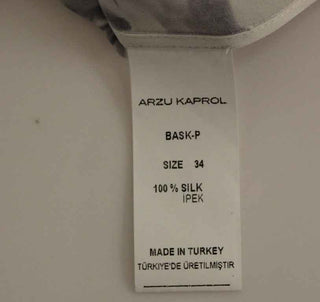 ARZU KAPROL
BASK-P
SIZE 34
100 % SILK
IPEK
MADE IN TURKEY
TÜRKİYE'DE ÜRETİLMİŞTİR